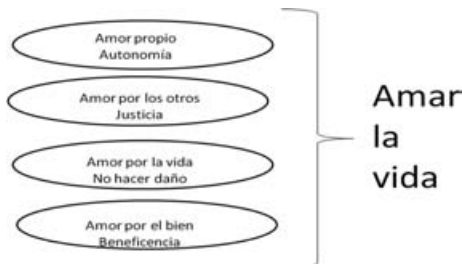 Amor propio
Autonomía
Amor por los otros
Justicia
Amor por la vida
No hacer daño
Amor por el bien
Beneficencia
Amar
la
vida